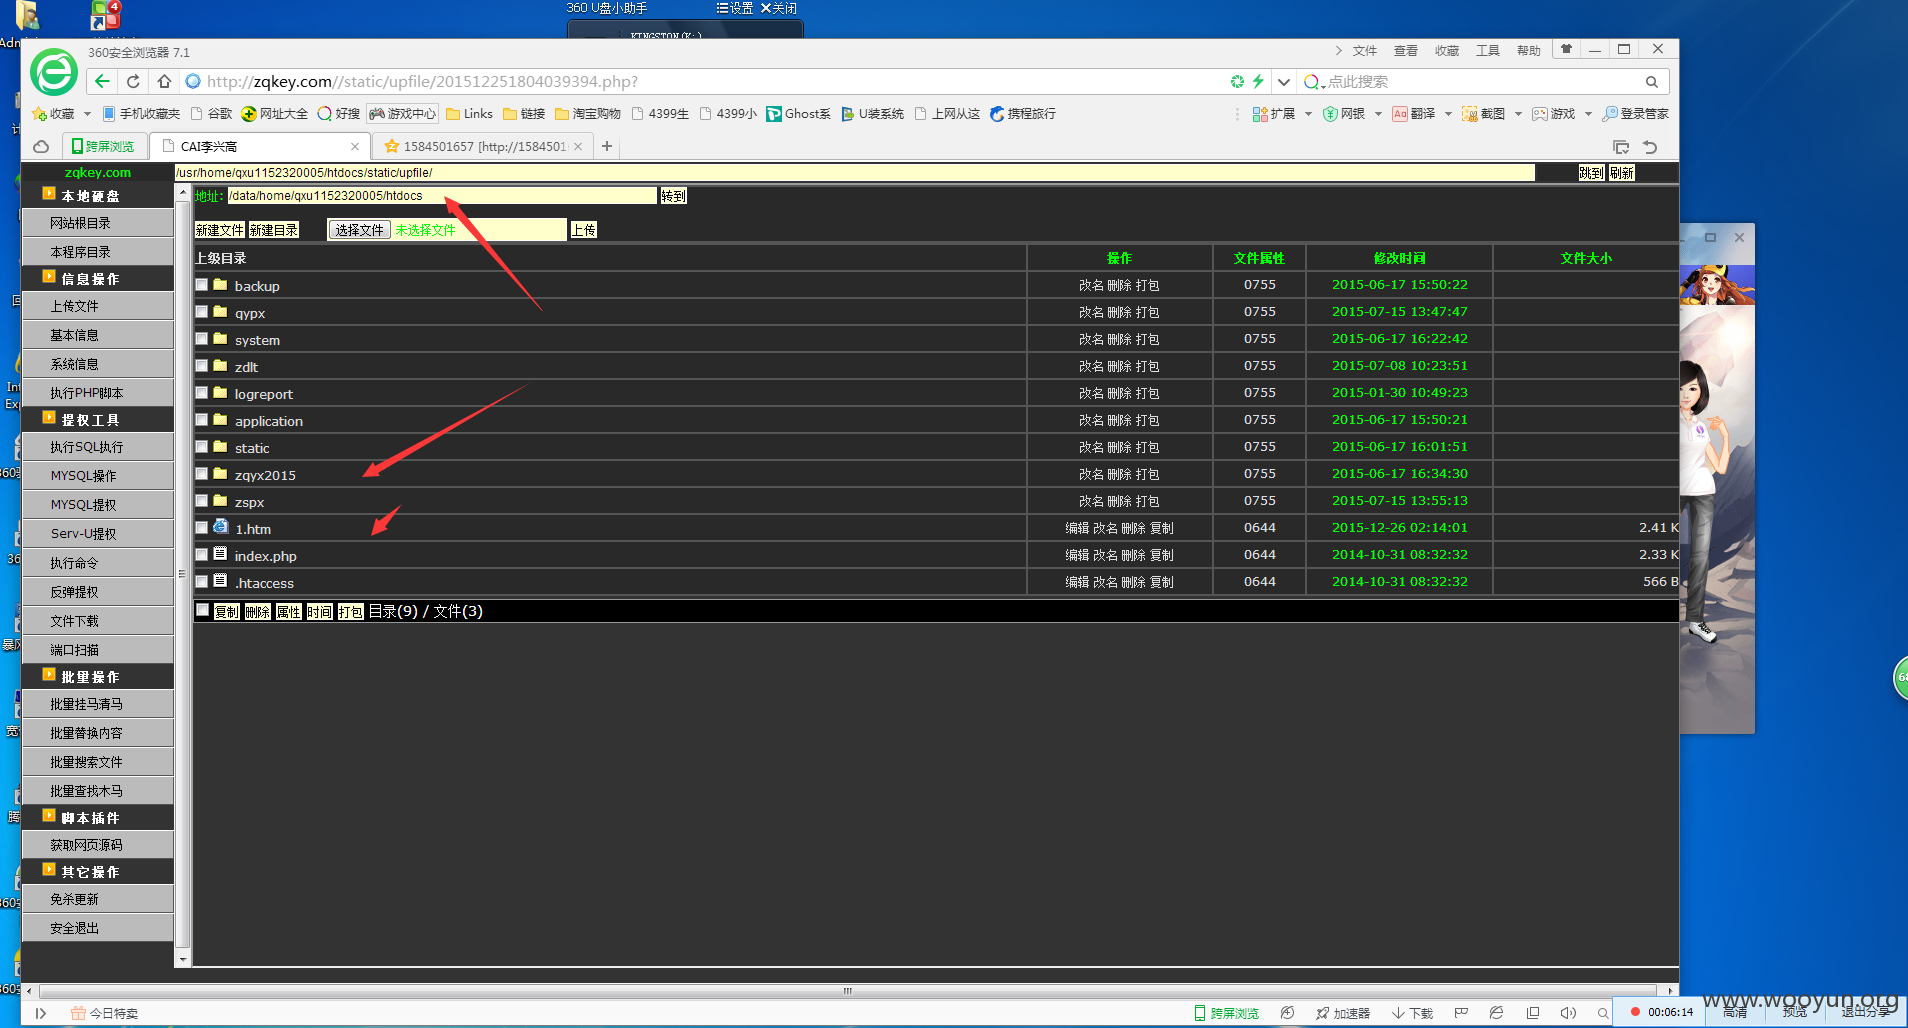 360 U盘小助手 设置 关闭
4
KINGSTON(K:)
360安全浏览器 7.1
文件 查看 收藏 工具 帮助
http://zqkey.com//static/upfile/201512251804039394.php?
点此搜索
收藏 手机收藏夹 谷歌 网址大全 好搜 游戏中心 Links 链接 淘宝购物 4399生 4399小 Ghost系 U装系统 上网从这 携程旅行 扩展 网银 翻译 截图 游戏 登录管家
跨屏浏览 CAI李兴高 1584501657 [http://1584501
zqkey.com
/usr/home/qxu1152320005/htdocs/static/upfile/ 跳到 刷新
地址: /data/home/qxu1152320005/htdocs 转到
新建文件 新建目录 选择文件 未选择文件 上传
本地硬盘
网站根目录
本程序目录
信息操作
上传文件
基本信息
系统信息
执行PHP脚本
提权工具
执行SQL执行
MYSQL操作
MYSQL提权
Serv-U提权
执行命令
反弹提权
文件下载
端口扫描
批量操作
批量挂马清马
批量替换内容
批量搜索文件
批量查找木马
脚本插件
获取网页源码
其它操作
免杀更新
安全退出
上级目录 操作 文件属性 修改时间 文件大小
backup 改名 删除 打包 0755 2015-06-17 15:50:22
qypx 改名 删除 打包 0755 2015-07-15 13:47:47
system 改名 删除 打包 0755 2015-06-17 16:22:42
zdlt 改名 删除 打包 0755 2015-07-08 10:23:51
logreport 改名 删除 打包 0755 2015-01-30 10:49:23
application 改名 删除 打包 0755 2015-06-17 15:50:21
static 改名 删除 打包 0755 2015-06-17 16:01:51
zqyx2015 改名 删除 打包 0755 2015-06-17 16:34:30
zspx 改名 删除 打包 0755 2015-07-15 13:55:13
1.htm 编辑 改名 删除 复制 0644 2015-12-26 02:14:01 2.41 K
index.php 编辑 改名 删除 复制 0644 2014-10-31 08:32:32 2.33 K
.htaccess 编辑 改名 删除 复制 0644 2014-10-31 08:32:32 566 B
复制 删除 属性 时间 打包 目录(9) / 文件(3)
今日特卖 跨屏浏览 加速器 下载
00:06:14 高清 预览 退出分享
www.wooyun.org
68